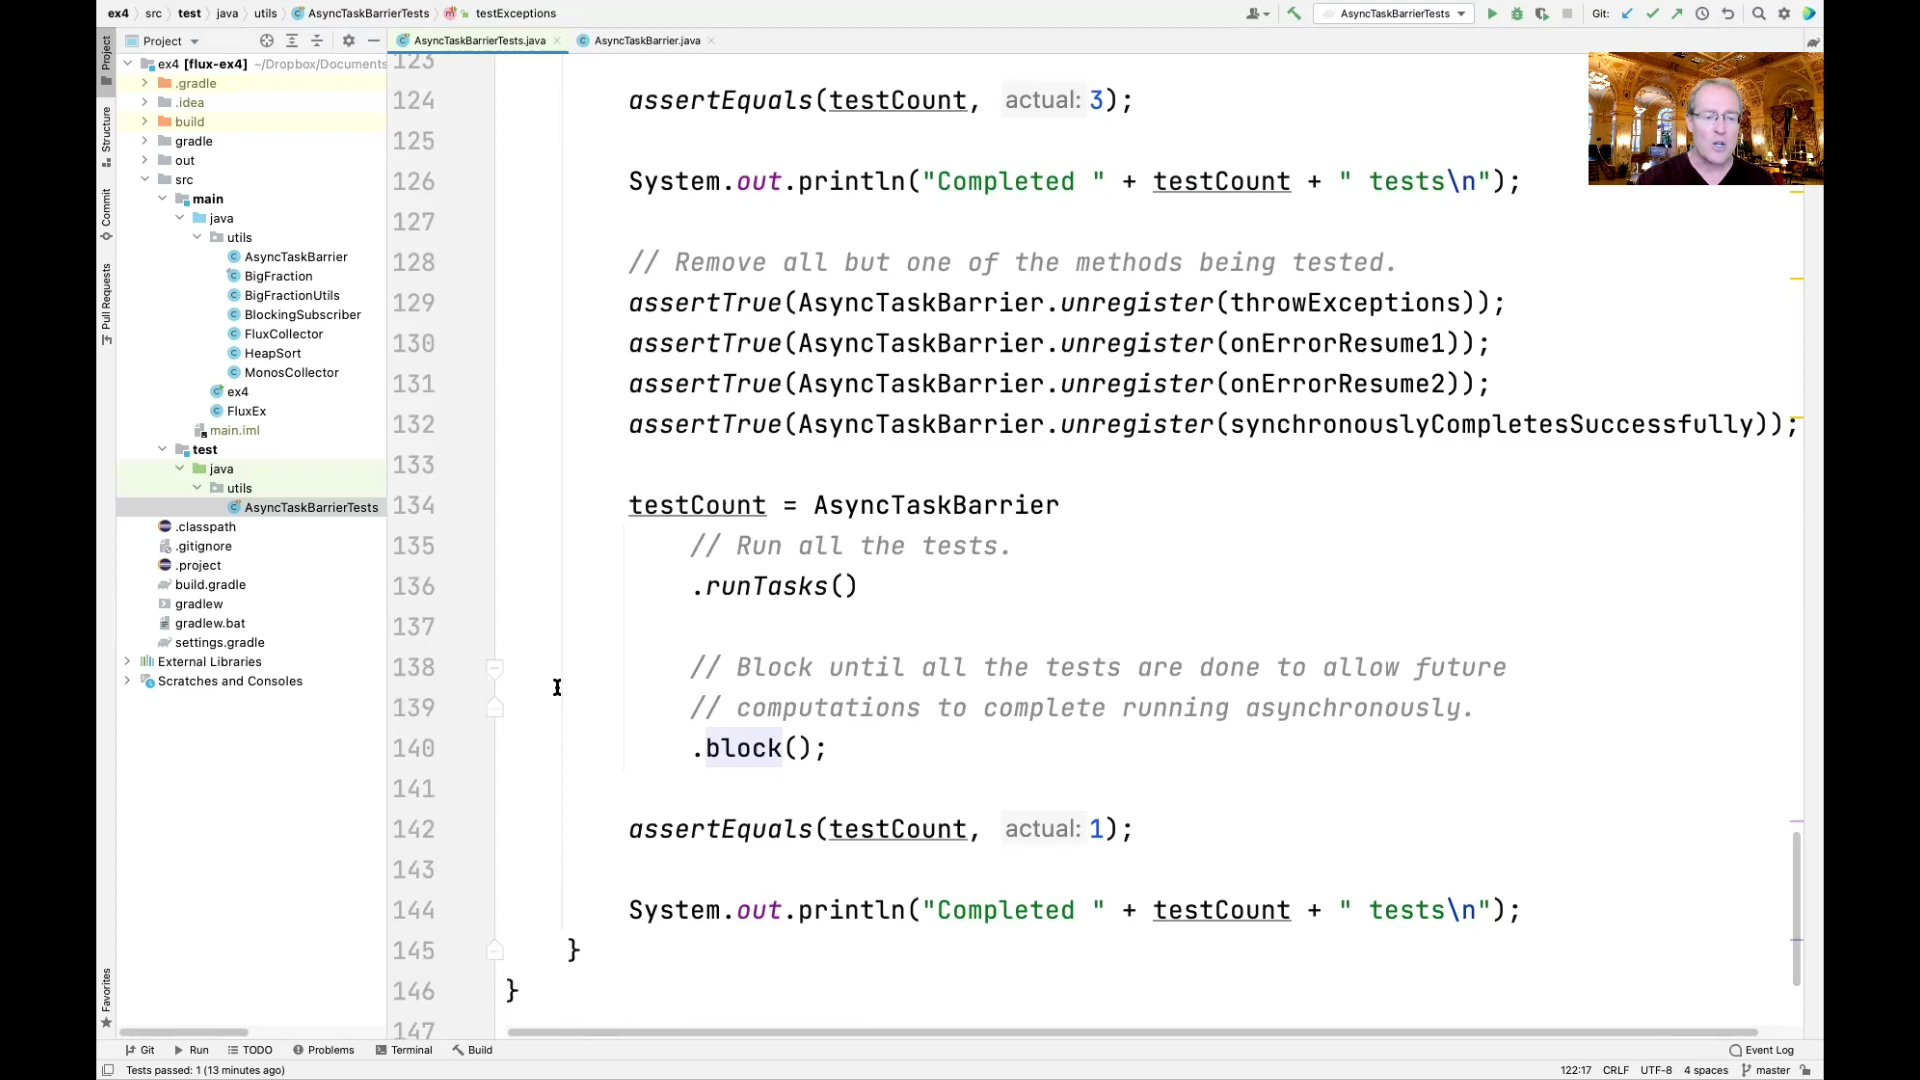 ex4 src test java utils AsyncTaskBarrierTests testExceptions
AsyncTaskBarrierTests
Git:
Project
AsyncTaskBarrierTests.java
AsyncTaskBarrier.java
Project
Structure
Commit
Pull Requests
Favorites
ex4 [flux-ex4] ~/Dropbox/Documents
.gradle
.idea
build
gradle
out
src
main
java
utils
AsyncTaskBarrier
BigFraction
BigFractionUtils
BlockingSubscriber
FluxCollector
HeapSort
MonosCollector
ex4
FluxEx
main.iml
test
java
utils
AsyncTaskBarrierTests
.classpath
.gitignore
.project
build.gradle
gradlew
gradlew.bat
settings.gradle
External Libraries
Scratches and Consoles
123
124 assertEquals(testCount, actual: 3);
125
126 System.out.println("Completed " + testCount + " tests\n");
127
128 // Remove all but one of the methods being tested.
129 assertTrue(AsyncTaskBarrier.unregister(throwExceptions));
130 assertTrue(AsyncTaskBarrier.unregister(onErrorResume1));
131 assertTrue(AsyncTaskBarrier.unregister(onErrorResume2));
132 assertTrue(AsyncTaskBarrier.unregister(synchronouslyCompletesSuccessfully));
133
134 testCount = AsyncTaskBarrier
135 // Run all the tests.
136 .runTasks()
137
138 // Block until all the tests are done to allow future
139 // computations to complete running asynchronously.
140 .block();
141
142 assertEquals(testCount, actual: 1);
143
144 System.out.println("Completed " + testCount + " tests\n");
145 }
146 }
147
Git Run TODO Problems Terminal Build Event Log
Tests passed: 1 (13 minutes ago) 122:17 CRLF UTF-8 4 spaces master